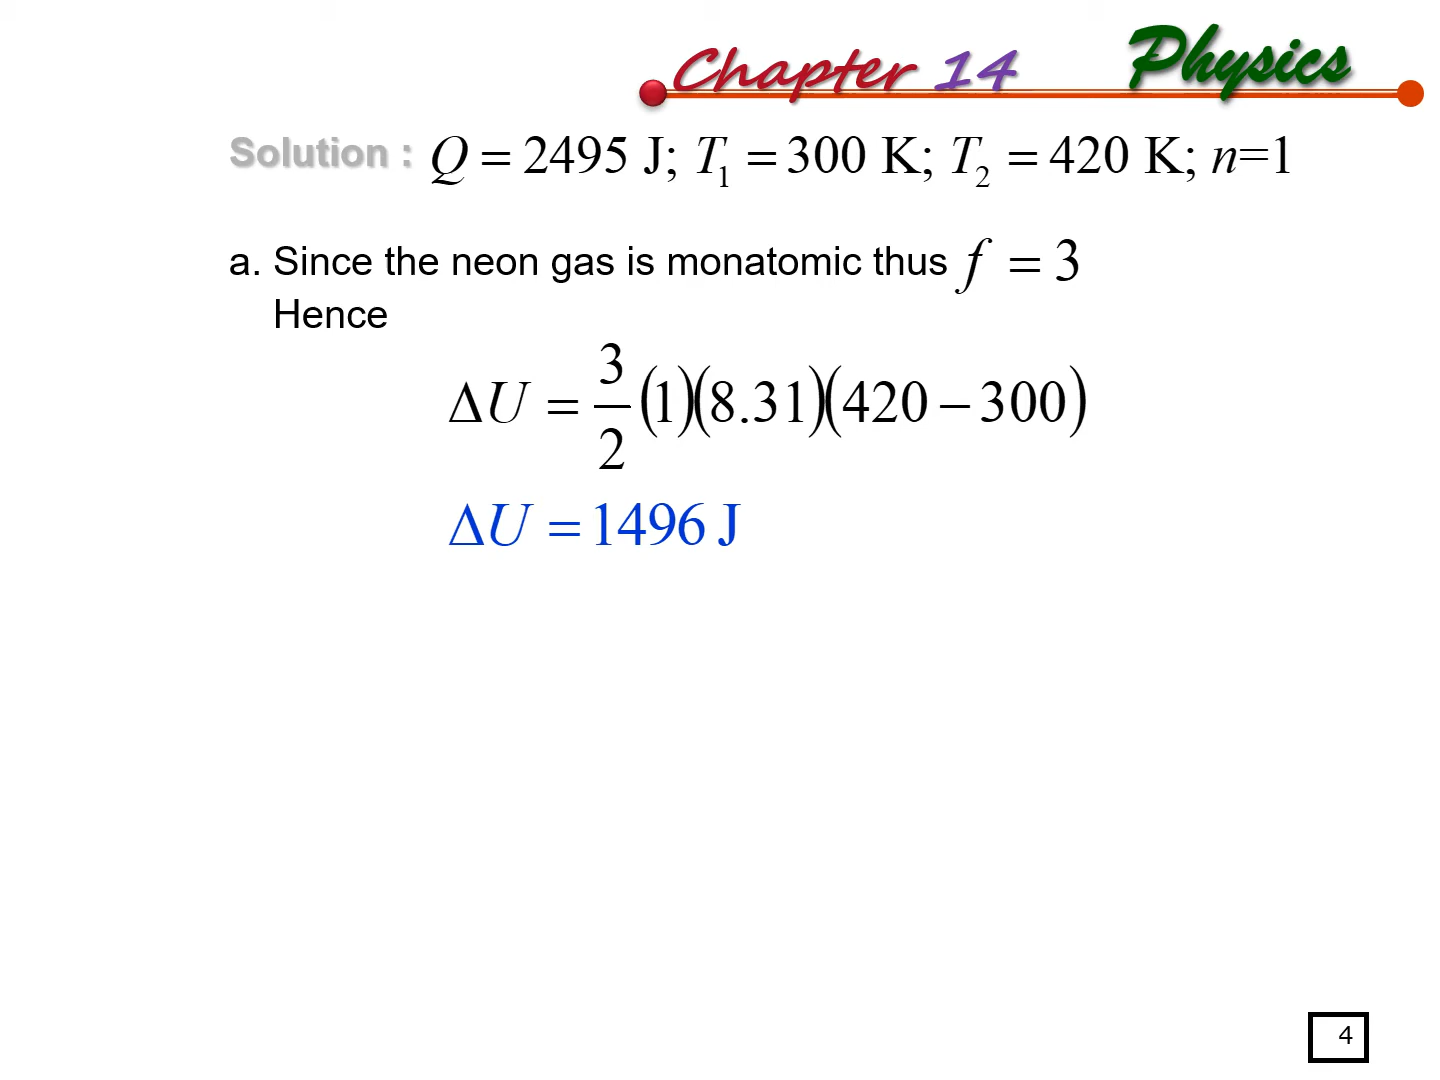 Chapter 14 Physics
Solution : Q = 2495 J; T₁ = 300 K; T₂ = 420 K; n=1
a. Since the neon gas is monatomic thus f = 3
Hence
ΔU = 3/2 (1)(8.31)(420 − 300)
ΔU = 1496 J
4